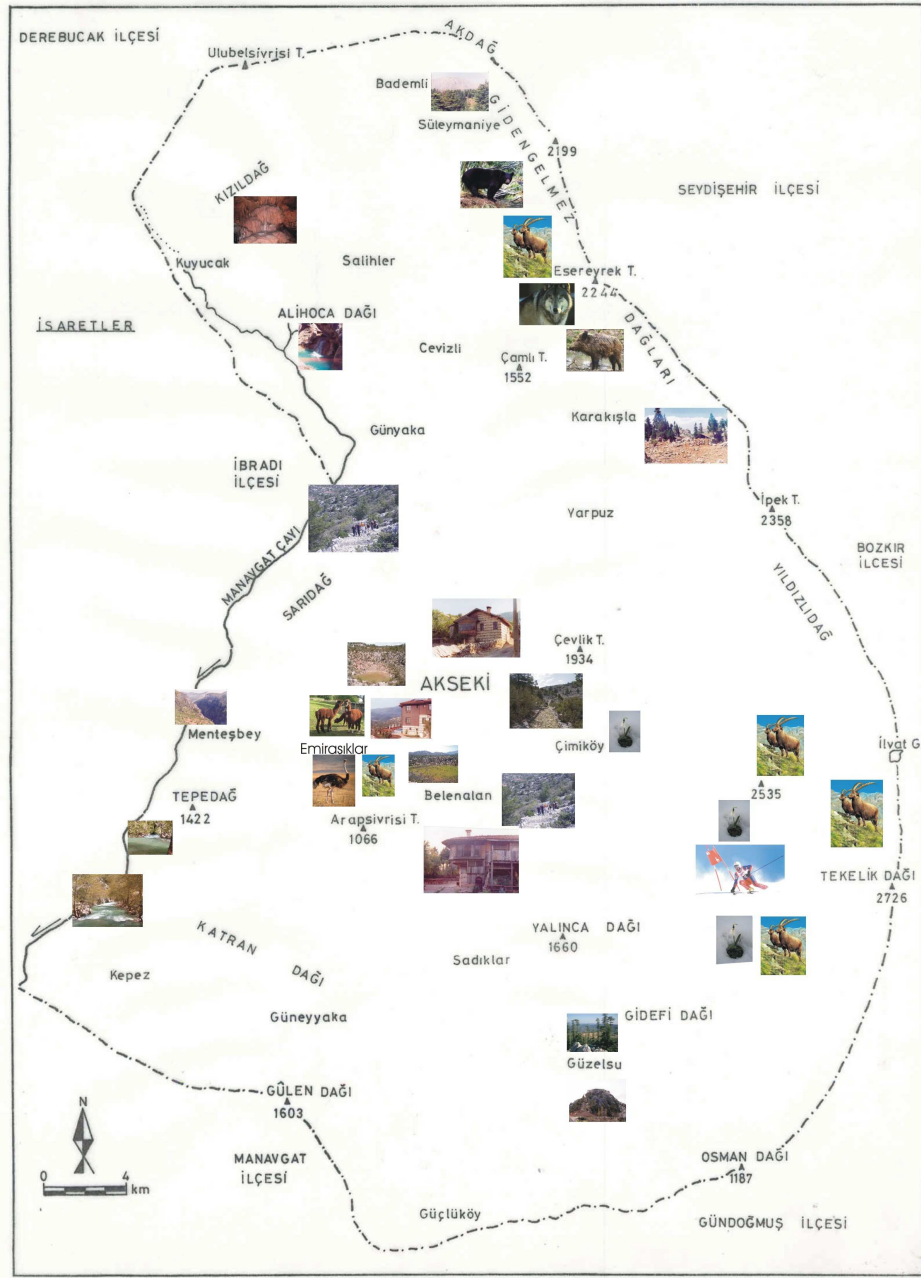 DEREBUCAK İLÇESİ
AKDAĞ
Ulubelsivrisi T.
Bademli
GİDENGELMEZ
Süleymaniye
2199
SEYDİŞEHİR İLÇESİ
KIZILDAĞ
Kuyucak
Salihler
Esereyrek T.
2244
İSARETLER
ALİHOCA DAĞI
DAĞLARI
Cevizli
Çamlı T.
1552
Karakışla
Günyaka
İBRADI
İLÇESİ
İpek T.
2358
Yarpuz
BOZKIR
İLÇESİ
MANAVGAT ÇAYI
SARIDAĞ
YILDIZLIDAĞ
Çevlik T.
1934
AKSEKİ
Menteşbey
Emiraşıklar
Çimiköy
İlvat G
TEPEDAĞ
1422
Belenalan
2535
Arapsivrisi T.
1066
TEKELİK DAĞI
2726
KATRAN
DAĞI
YALINCA DAĞI
1660
Kepez
Sadıklar
Güneyyaka
GİDEFİ DAĞI
Güzelsu
GÜLEN DAĞI
1603
N
0 4
km
MANAVGAT
İLÇESİ
OSMAN DAĞI
1187
Güçlüköy
GÜNDOĞMUŞ İLÇESİ